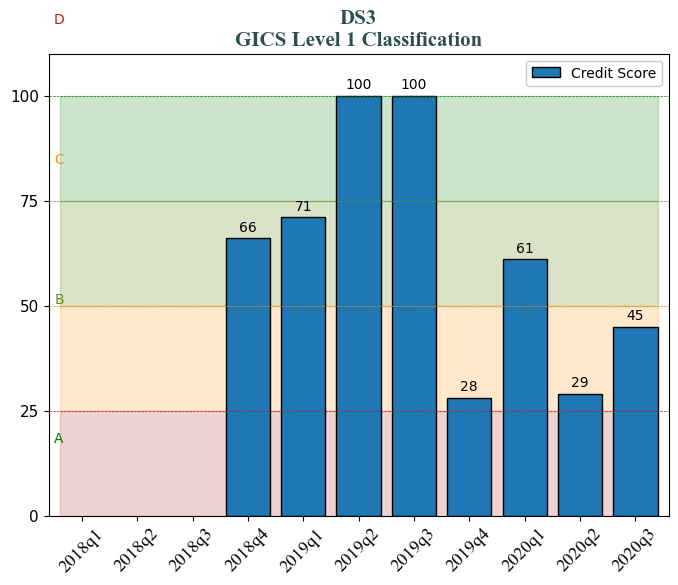 D
DS3
GICS Level 1 Classification
Credit Score
100
100
100
C
75
71
66
61
50
B
45
29
28
25
A
0
2018q1
2018q2
2018q3
2018q4
2019q1
2019q2
2019q3
2019q4
2020q1
2020q2
2020q3